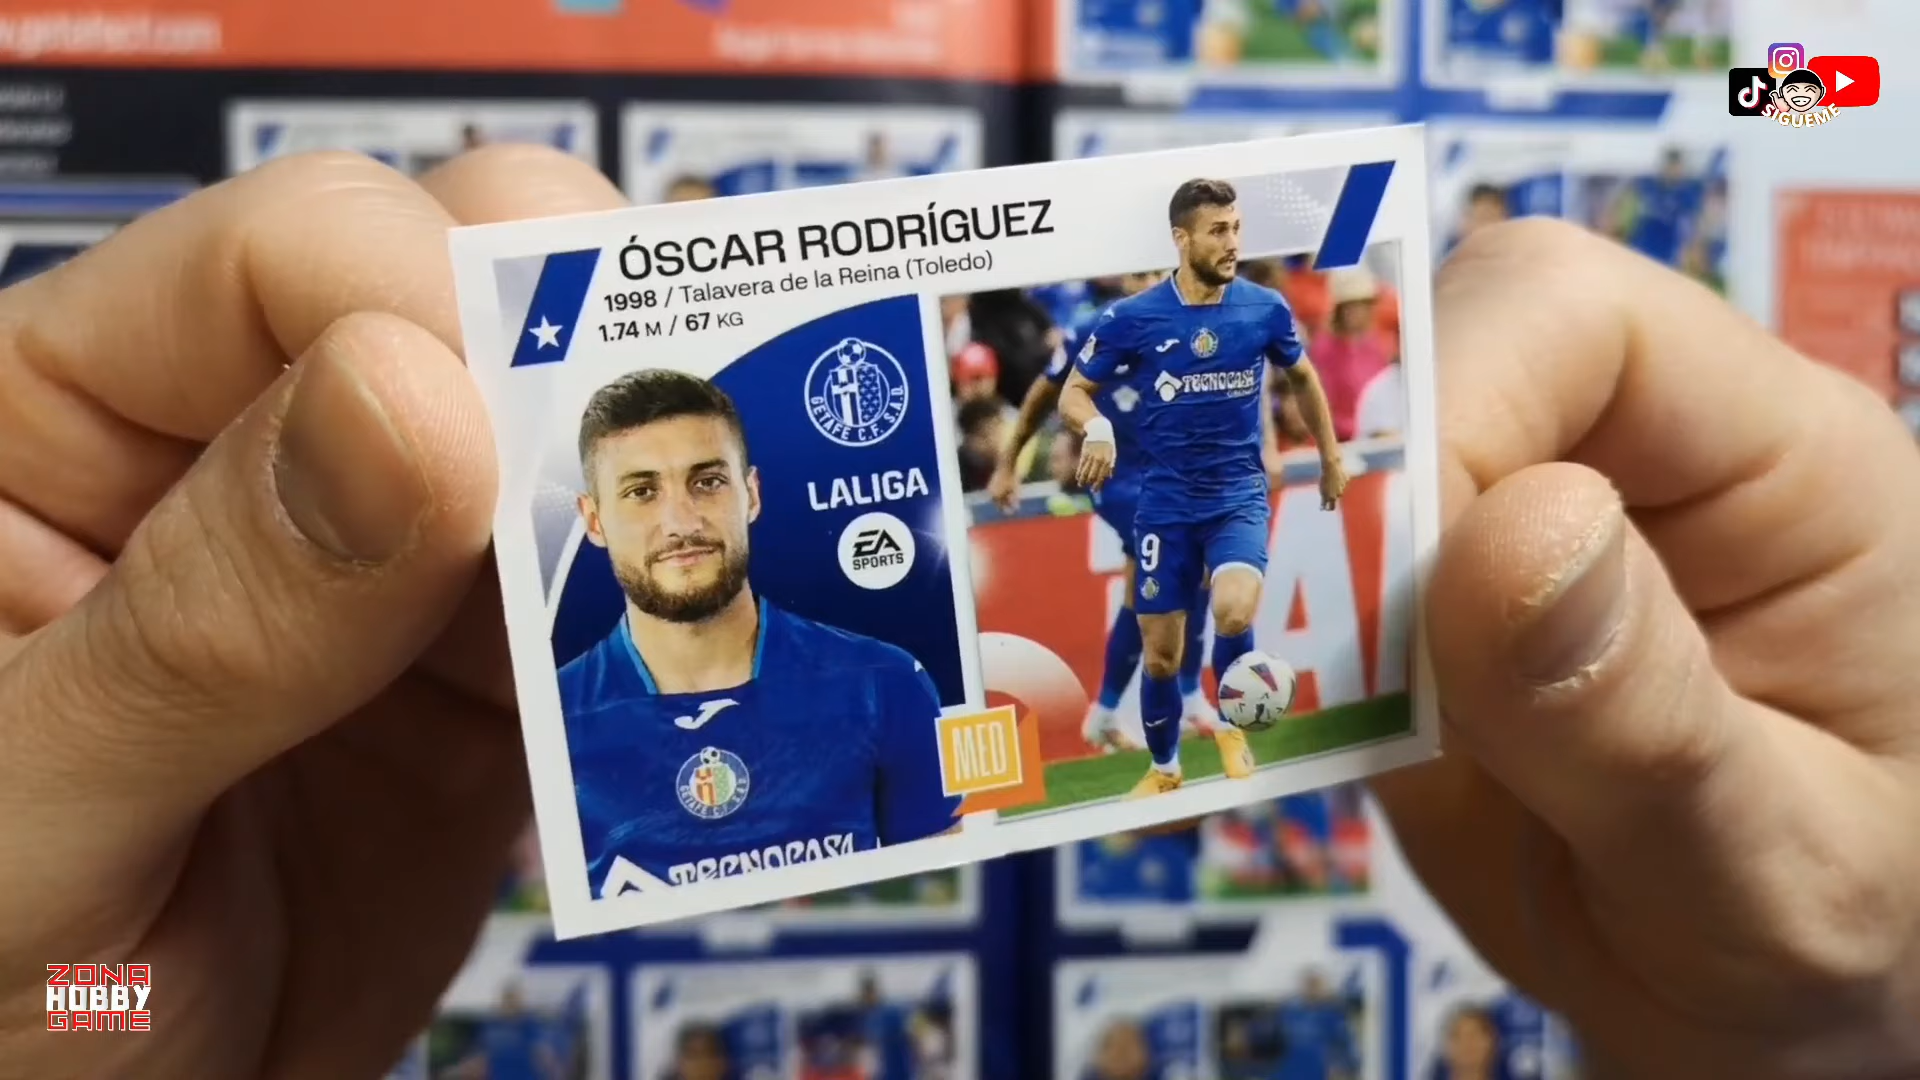 SIGUEME
ÓSCAR RODRÍGUEZ
1998 / Talavera de la Reina (Toledo)
1.74 M / 67 KG
GETAFE C.F. S.A.D.
LALIGA
EA
SPORTS
TECNOCASA
9
MED
GETAFE C.F. S.A.D.
TECNOCASA
ZONA
HOBBY
GAME